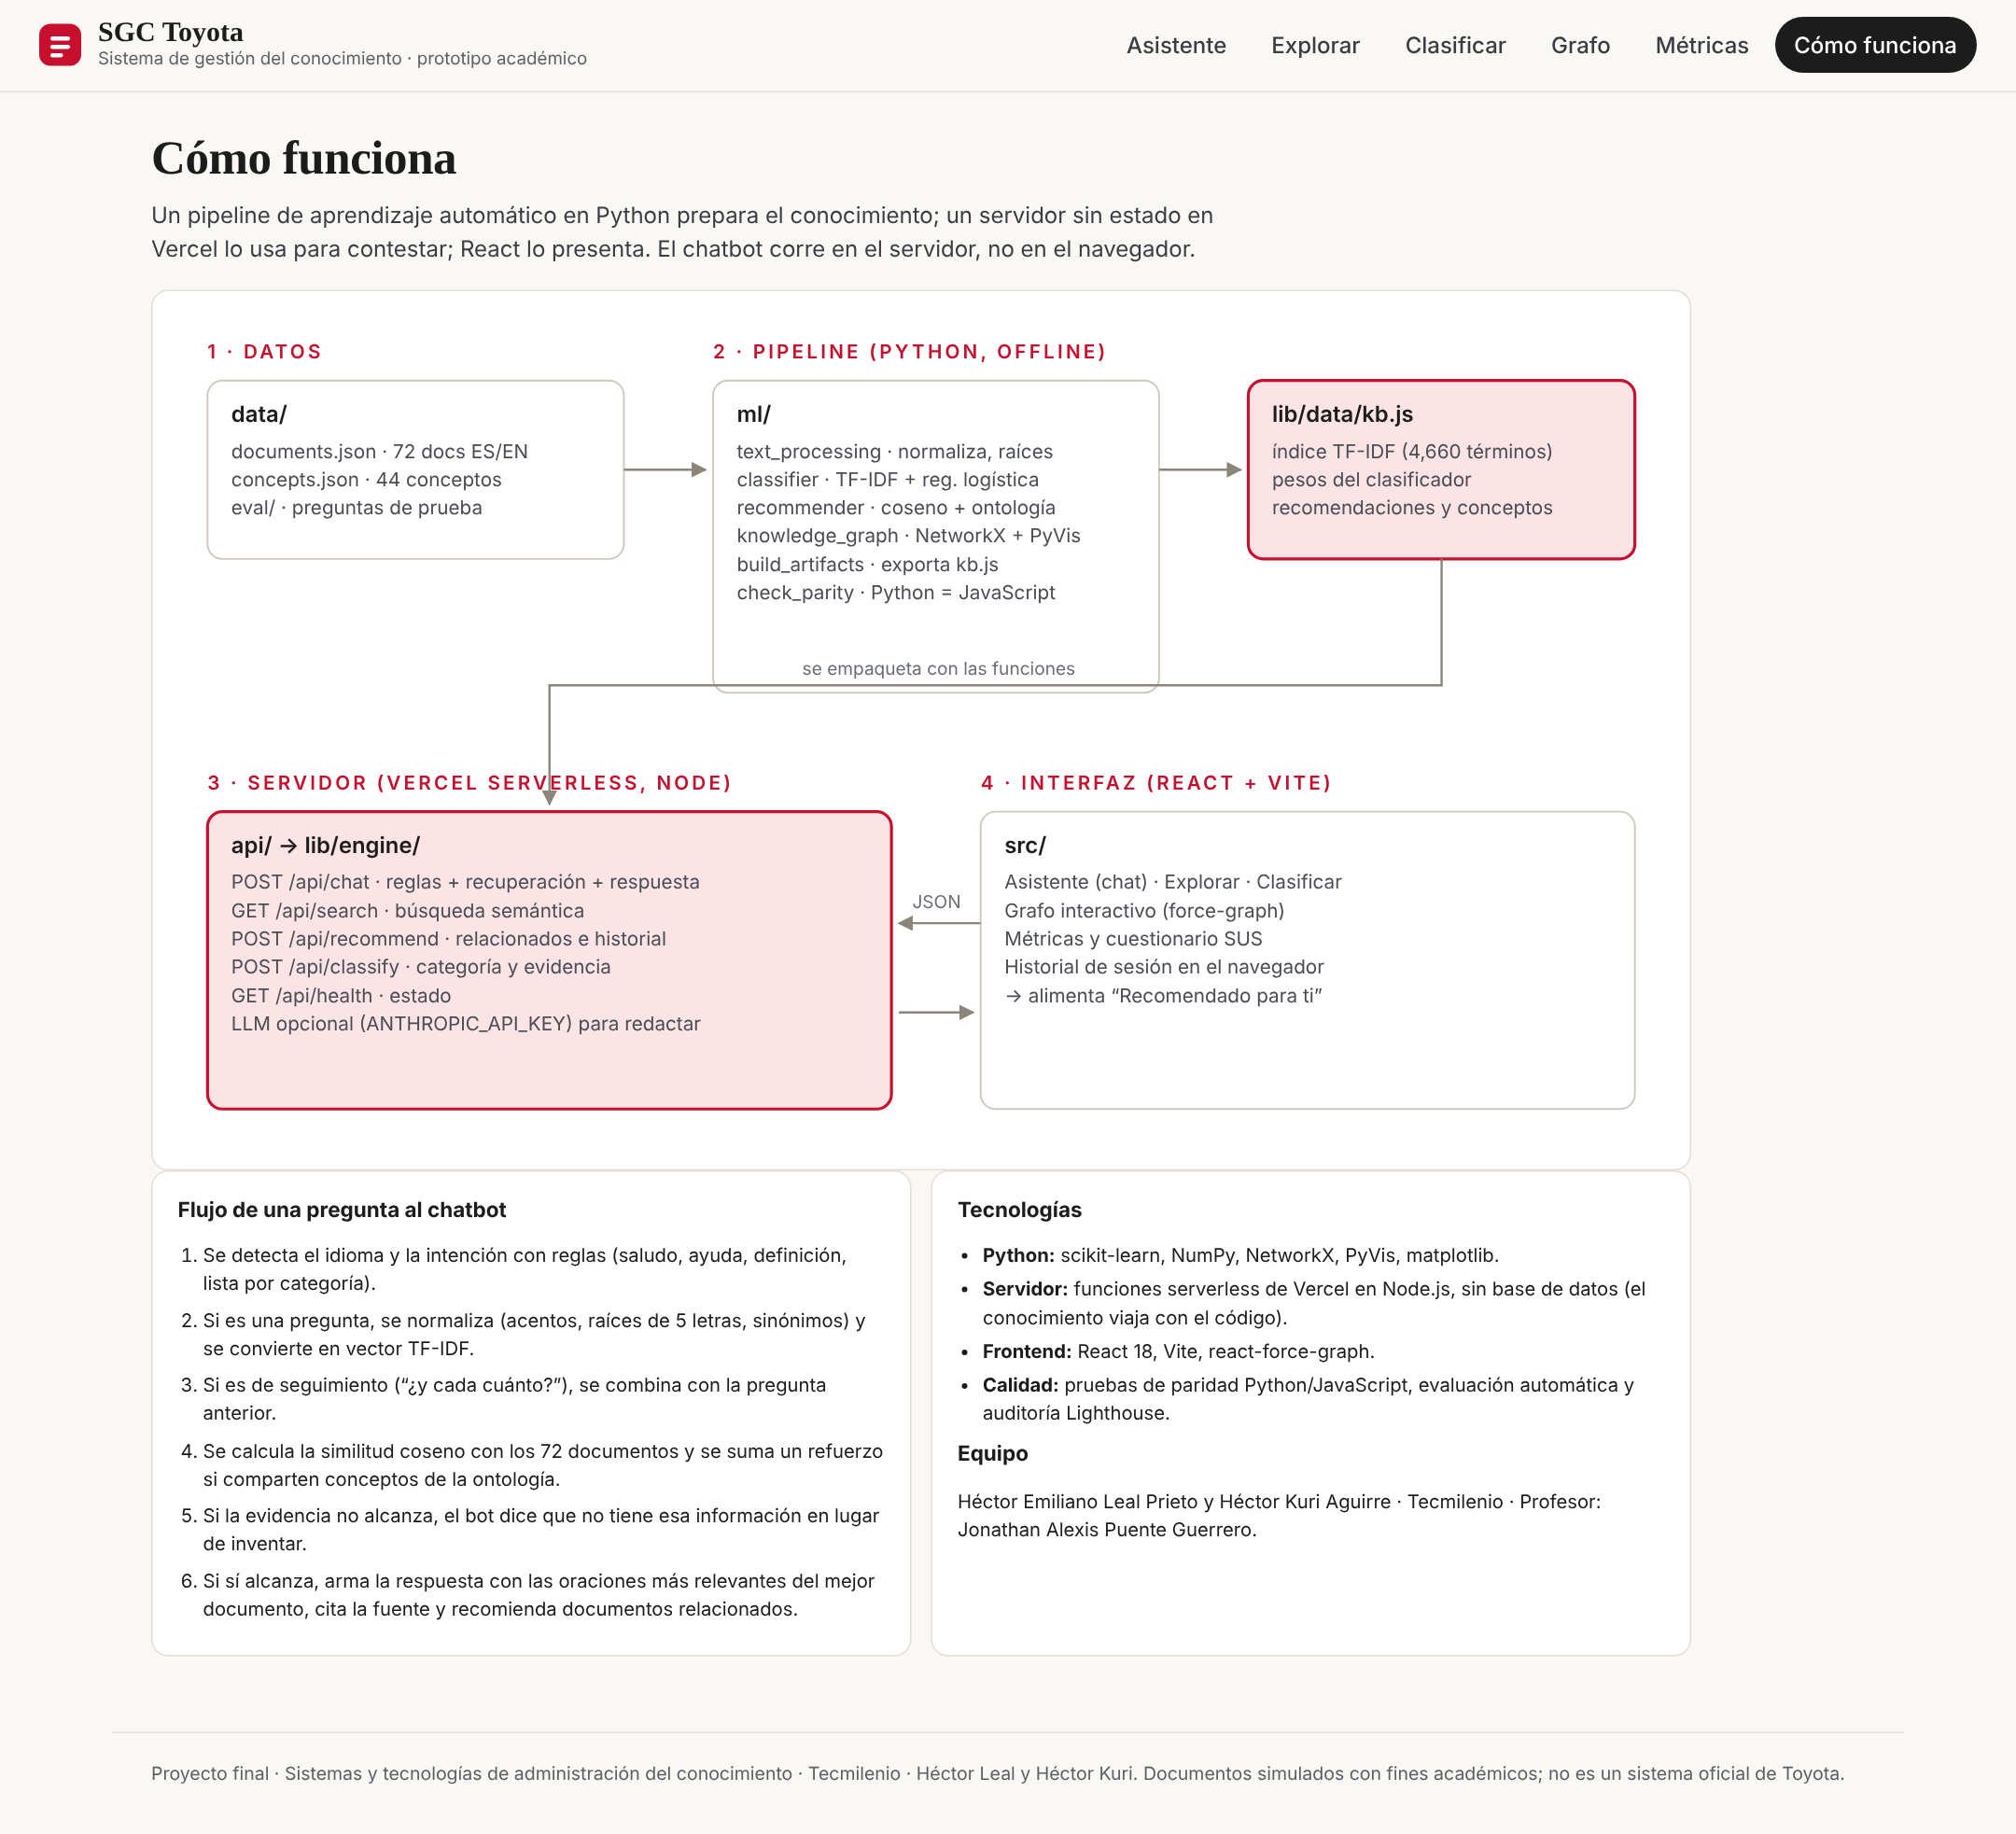 SGC Toyota
Sistema de gestión del conocimiento · prototipo académico
Asistente
Explorar
Clasificar
Grafo
Métricas
Cómo funciona
Cómo funciona
Un pipeline de aprendizaje automático en Python prepara el conocimiento; un servidor sin estado en
Vercel lo usa para contestar; React lo presenta. El chatbot corre en el servidor, no en el navegador.
1 · DATOS
data/
documents.json · 72 docs ES/EN
concepts.json · 44 conceptos
eval/ · preguntas de prueba
2 · PIPELINE (PYTHON, OFFLINE)
ml/
text_processing · normaliza, raíces
classifier · TF-IDF + reg. logística
recommender · coseno + ontología
knowledge_graph · NetworkX + PyVis
build_artifacts · exporta kb.js
check_parity · Python = JavaScript
lib/data/kb.js
índice TF-IDF (4,660 términos)
pesos del clasificador
recomendaciones y conceptos
se empaqueta con las funciones
3 · SERVIDOR (VERCEL SERVERLESS, NODE)
api/ → lib/engine/
POST /api/chat · reglas + recuperación + respuesta
GET /api/search · búsqueda semántica
POST /api/recommend · relacionados e historial
POST /api/classify · categoría y evidencia
GET /api/health · estado
LLM opcional (ANTHROPIC_API_KEY) para redactar
JSON
4 · INTERFAZ (REACT + VITE)
src/
Asistente (chat) · Explorar · Clasificar
Grafo interactivo (force-graph)
Métricas y cuestionario SUS
Historial de sesión en el navegador
→ alimenta “Recomendado para ti”
Flujo de una pregunta al chatbot
1. Se detecta el idioma y la intención con reglas (saludo, ayuda, definición,
lista por categoría).
2. Si es una pregunta, se normaliza (acentos, raíces de 5 letras, sinónimos) y
se convierte en vector TF-IDF.
3. Si es de seguimiento (“¿y cada cuánto?”), se combina con la pregunta
anterior.
4. Se calcula la similitud coseno con los 72 documentos y se suma un refuerzo
si comparten conceptos de la ontología.
5. Si la evidencia no alcanza, el bot dice que no tiene esa información en lugar
de inventar.
6. Si sí alcanza, arma la respuesta con las oraciones más relevantes del mejor
documento, cita la fuente y recomienda documentos relacionados.
Tecnologías
• Python: scikit-learn, NumPy, NetworkX, PyVis, matplotlib.
• Servidor: funciones serverless de Vercel en Node.js, sin base de datos (el
conocimiento viaja con el código).
• Frontend: React 18, Vite, react-force-graph.
• Calidad: pruebas de paridad Python/JavaScript, evaluación automática y
auditoría Lighthouse.
Equipo
Héctor Emiliano Leal Prieto y Héctor Kuri Aguirre · Tecmilenio · Profesor:
Jonathan Alexis Puente Guerrero.
Proyecto final · Sistemas y tecnologías de administración del conocimiento · Tecmilenio · Héctor Leal y Héctor Kuri. Documentos simulados con fines académicos; no es un sistema oficial de Toyota.